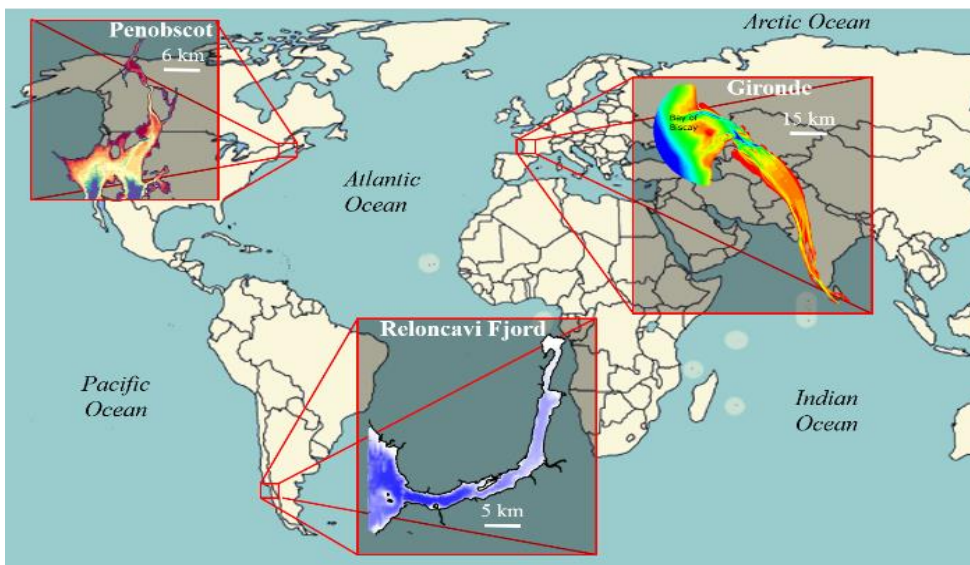 Penobscot
6 km
Arctic Ocean
Gironde
15 km
Bay of
Biscay
Atlantic
Ocean
Reloncavi Fjord
5 km
Pacific
Ocean
Indian
Ocean